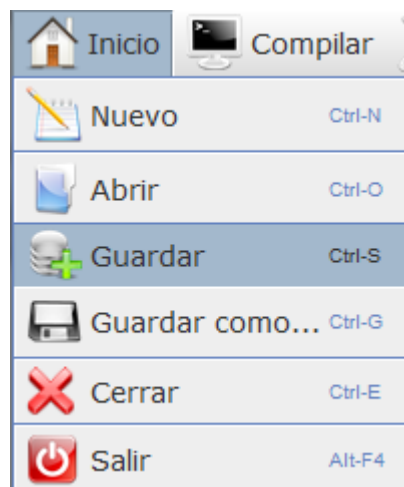 Inicio Compilar
Nuevo Ctrl-N
Abrir Ctrl-O
Guardar Ctrl-S
Guardar como... Ctrl-G
Cerrar Ctrl-E
Salir Alt-F4